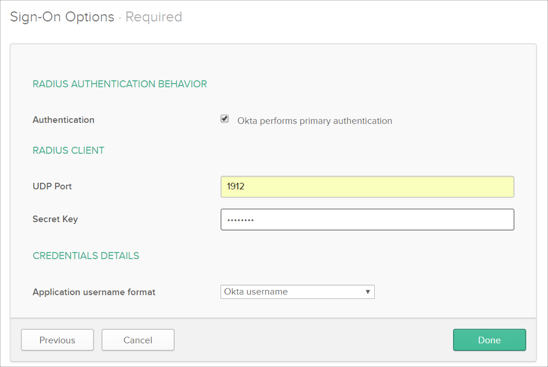 Sign-On Options · Required
RADIUS AUTHENTICATION BEHAVIOR
Authentication Okta performs primary authentication
RADIUS CLIENT
UDP Port 1912
Secret Key ••••••••
CREDENTIALS DETAILS
Application username format Okta username
Previous Cancel Done